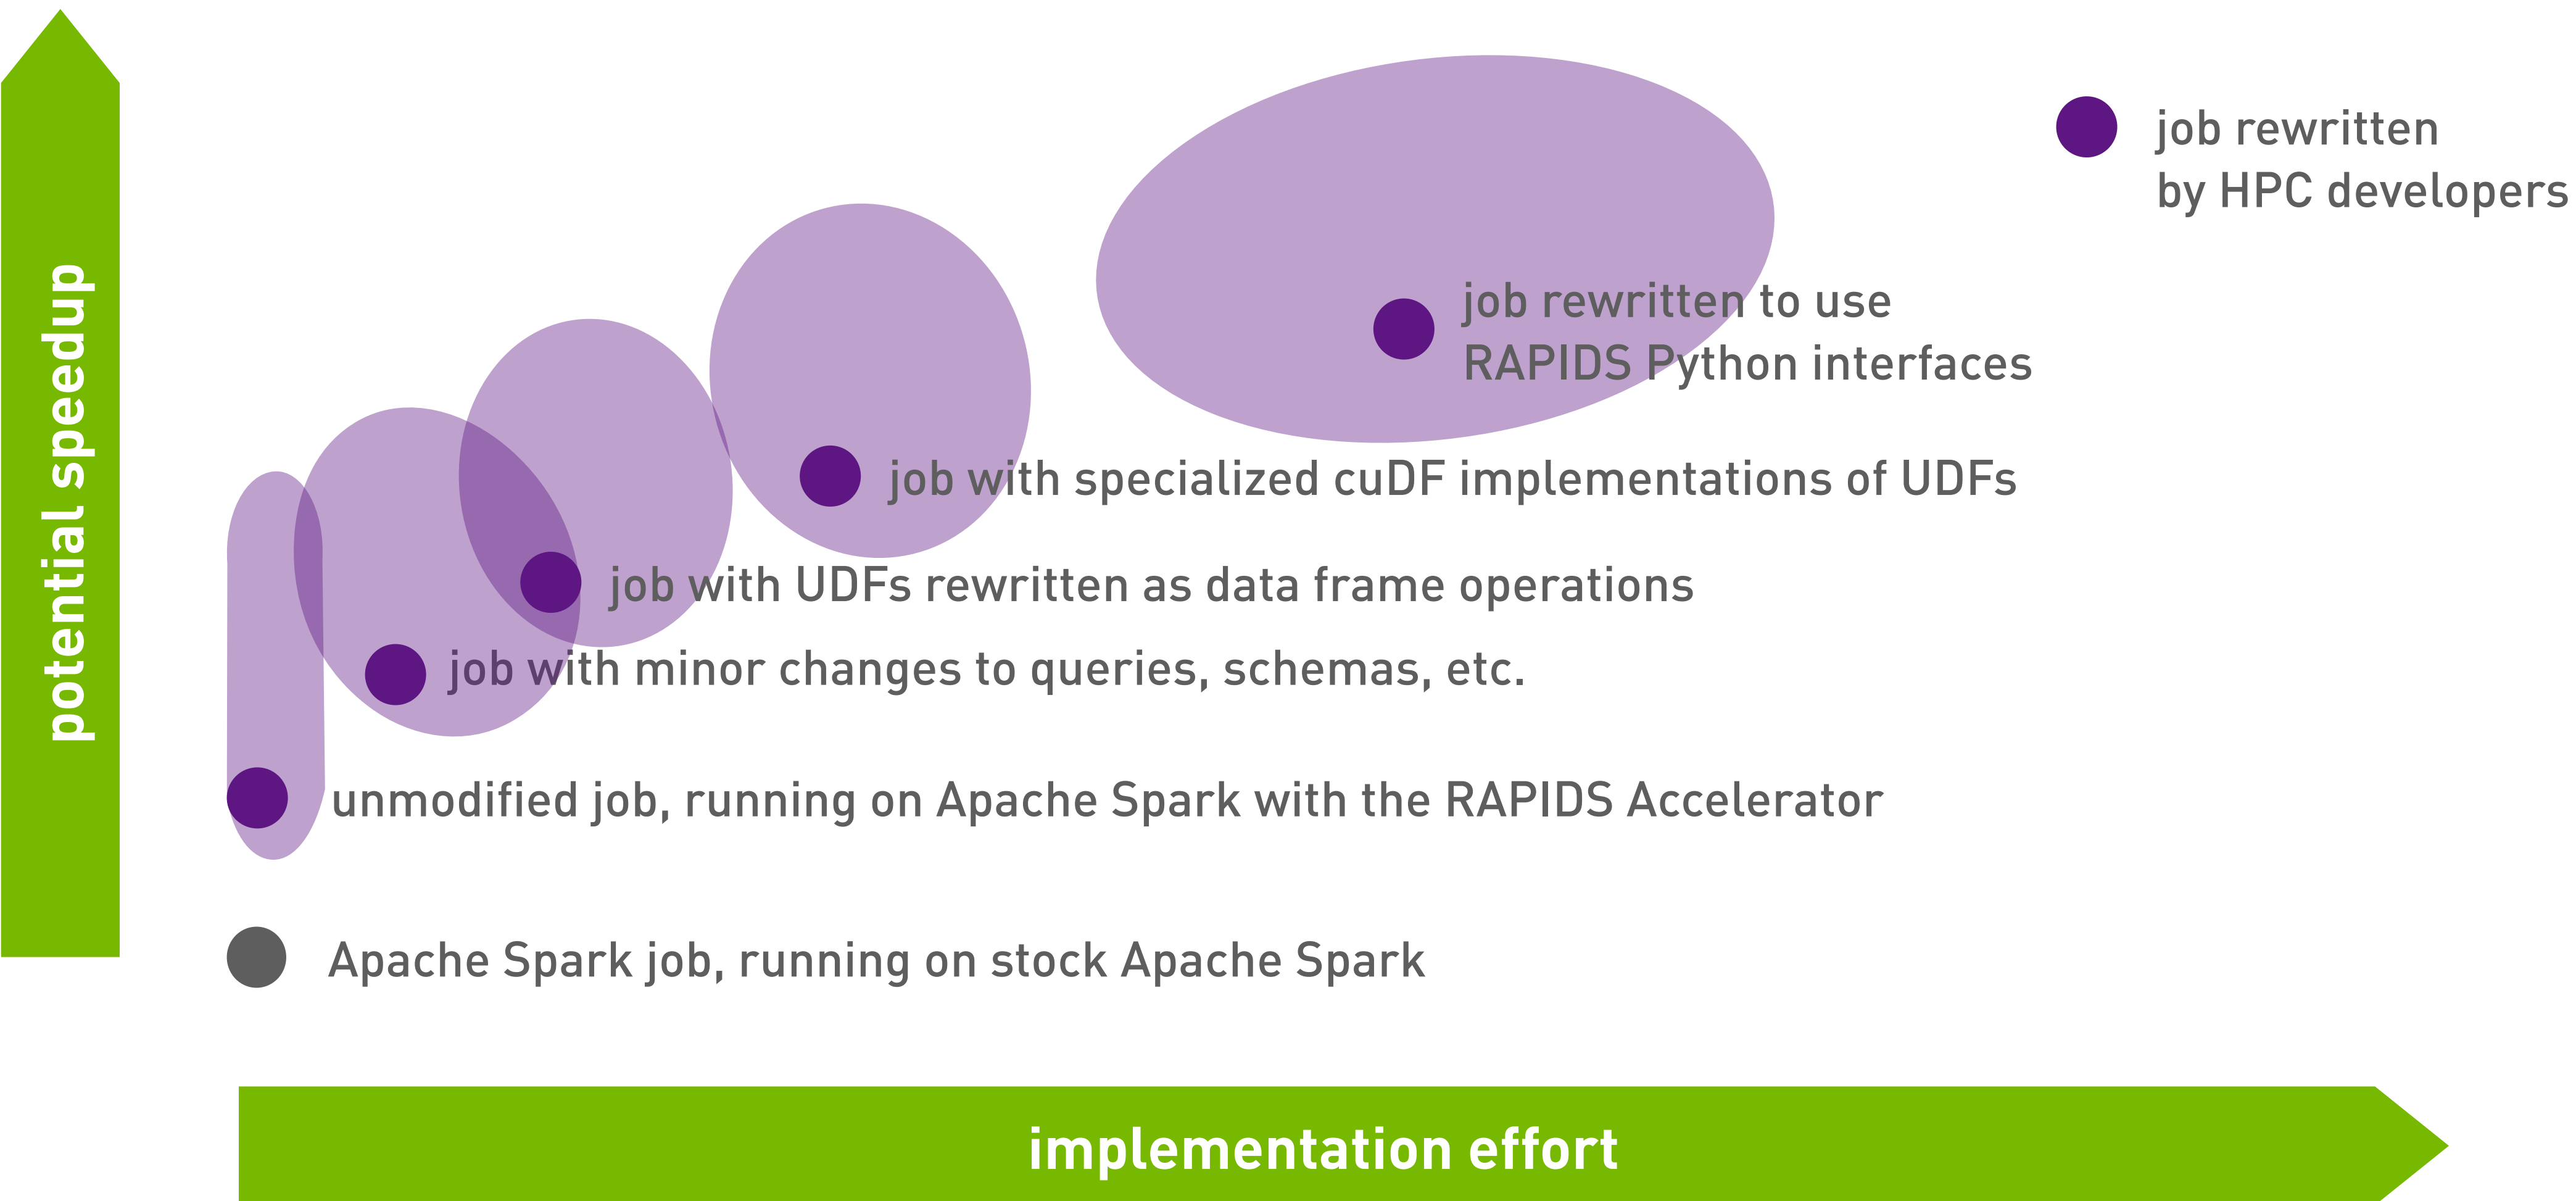 potential speedup
job rewritten
by HPC developers
job rewritten to use
RAPIDS Python interfaces
job with specialized cuDF implementations of UDFs
job with UDFs rewritten as data frame operations
job with minor changes to queries, schemas, etc.
unmodified job, running on Apache Spark with the RAPIDS Accelerator
Apache Spark job, running on stock Apache Spark
implementation effort